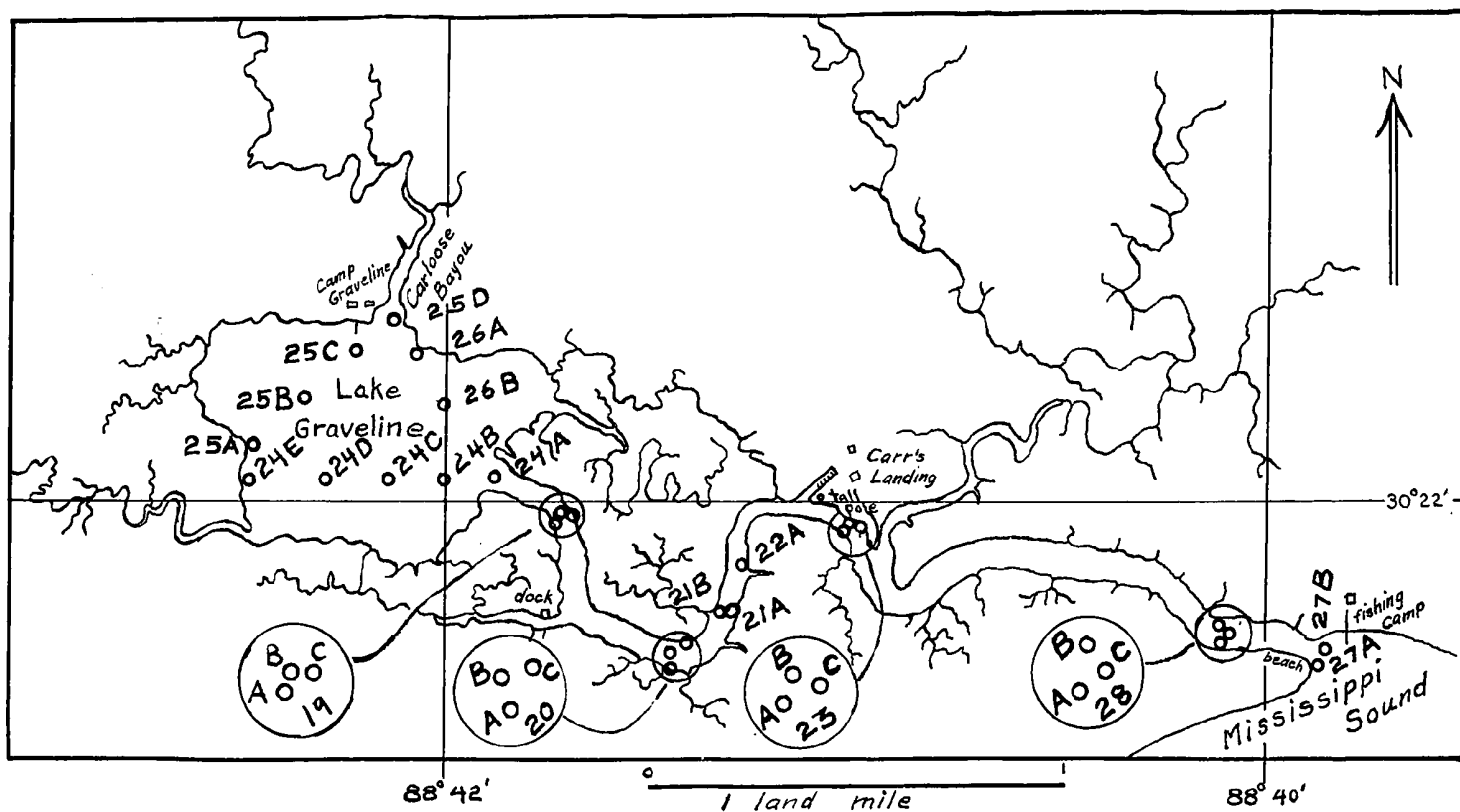 N
Camp
Graveline
Carloose
Bayou
25D
26A
25C
Lake
Graveline
25B
26B
25A
24E
24D
24C
24B
24A
Carr's
Landing
tall
pole
30°22'
22A
21B
21A
dock
27B
fishing
camp
27A
beach
Mississippi
Sound
B
C
A
19
B
C
A
20
B
C
A
23
B
C
A
28
88°42'
0
1
88°40'
1 land mile